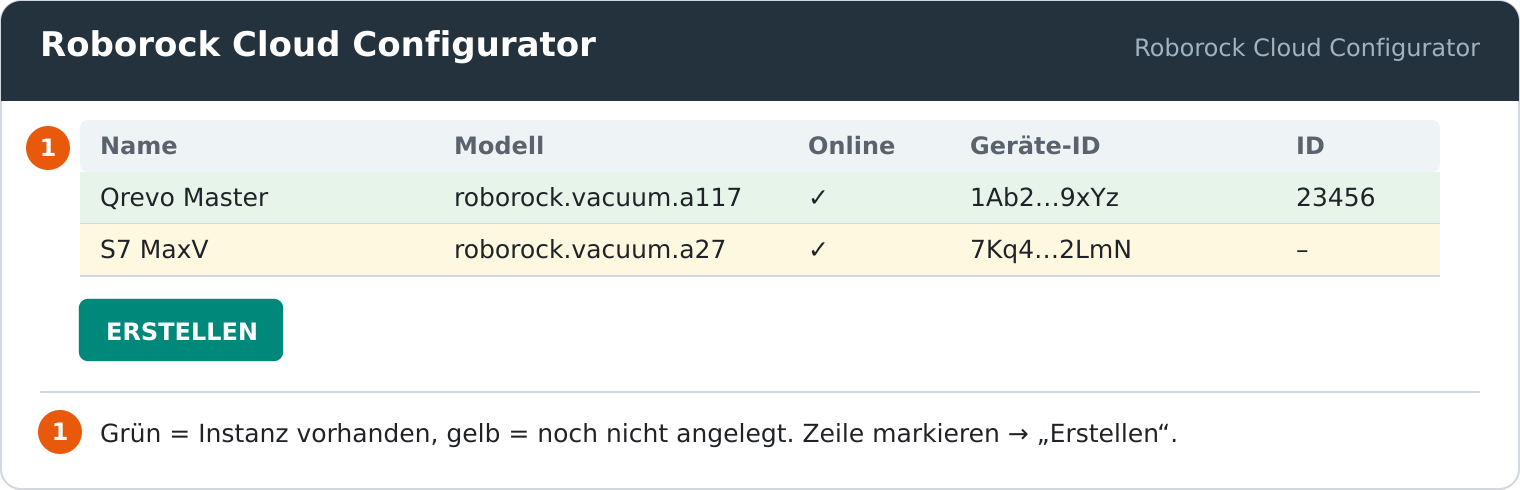 Roborock Cloud Configurator
Roborock Cloud Configurator
1
Name Modell Online Geräte-ID ID
Qrevo Master roborock.vacuum.a117 ✓ 1Ab2…9xYz 23456
S7 MaxV roborock.vacuum.a27 ✓ 7Kq4…2LmN –
ERSTELLEN
1 Grün = Instanz vorhanden, gelb = noch nicht angelegt. Zeile markieren → „Erstellen“.